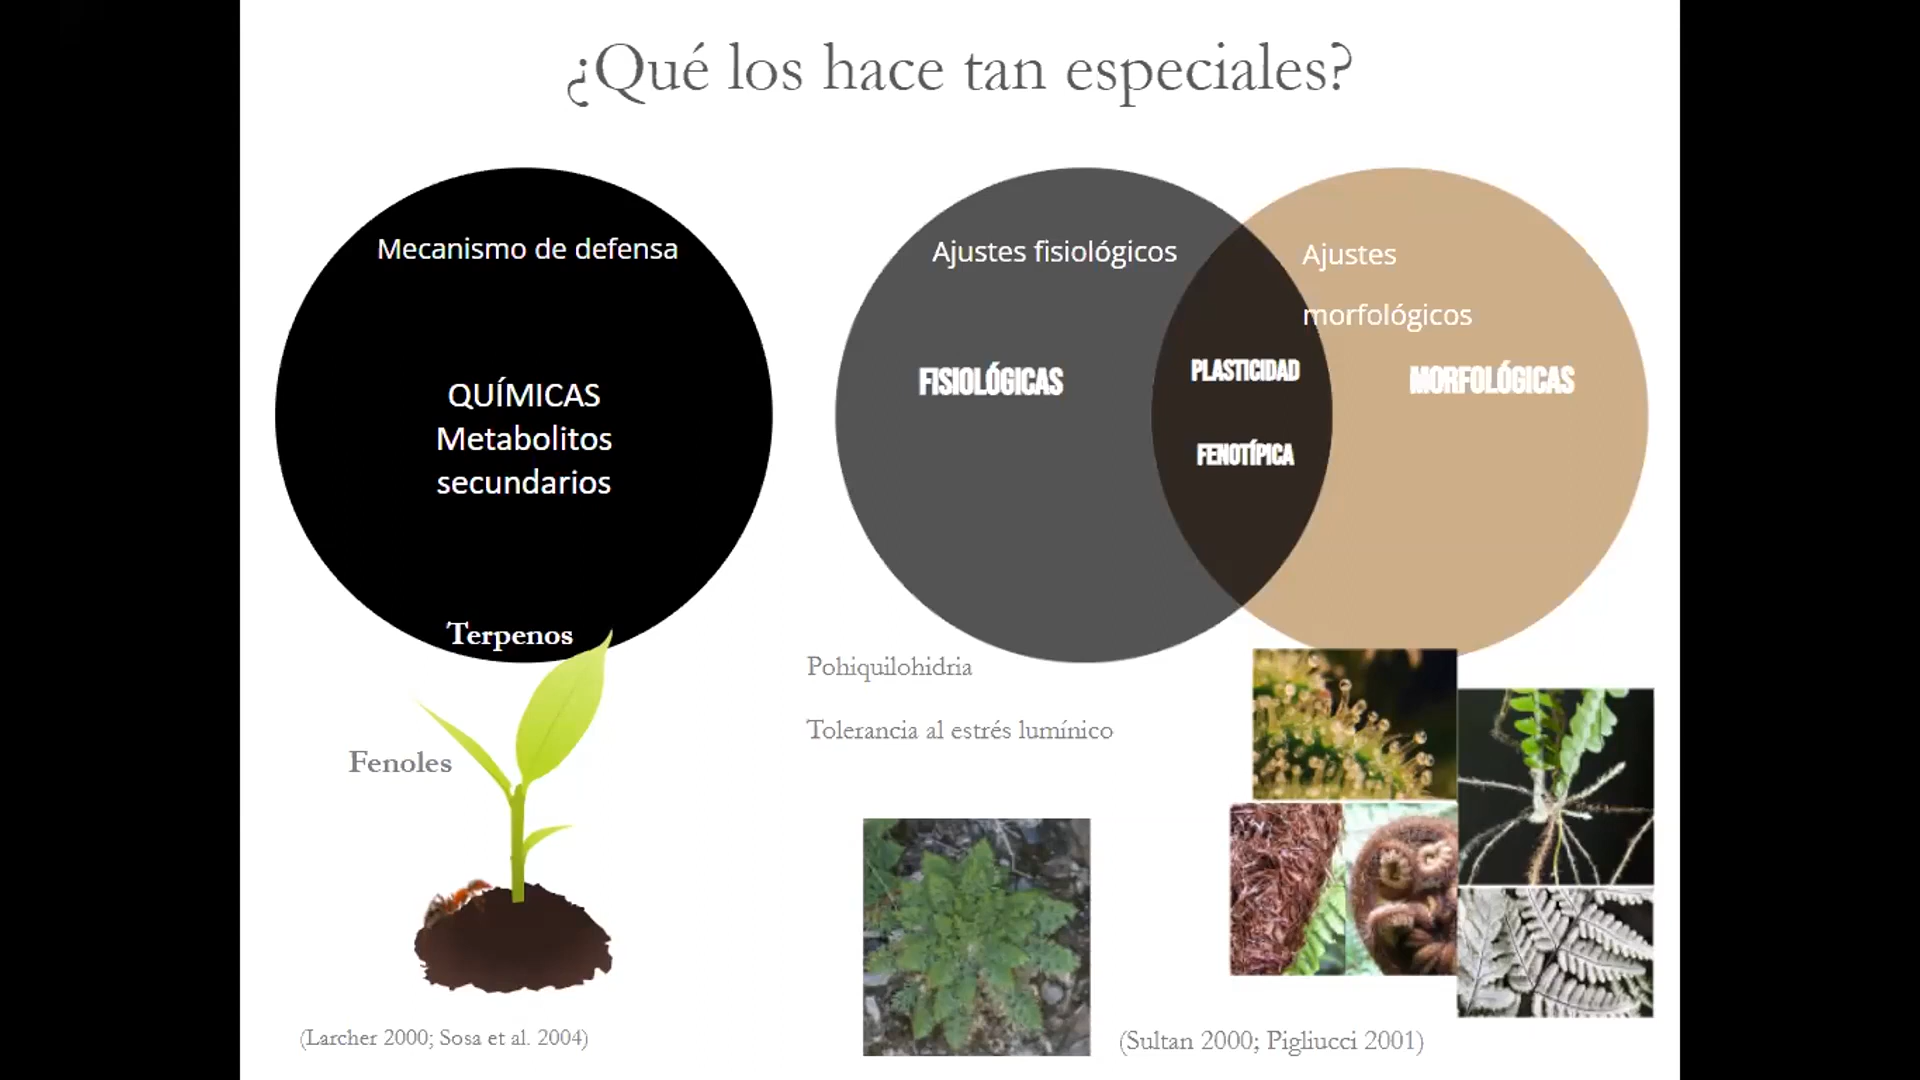 ¿Qué los hace tan especiales?
Mecanismo de defensa
QUÍMICAS
Metabolitos
secundarios
Terpenos
Fenoles
(Larcher 2000; Sosa et al. 2004)
Ajustes fisiológicos
FISIOLÓGICAS
PLASTICIDAD
FENOTÍPICA
Ajustes
morfológicos
MORFOLÓGICAS
Pohiquilohidria
Tolerancia al estrés lumínico
(Sultan 2000; Pigliucci 2001)